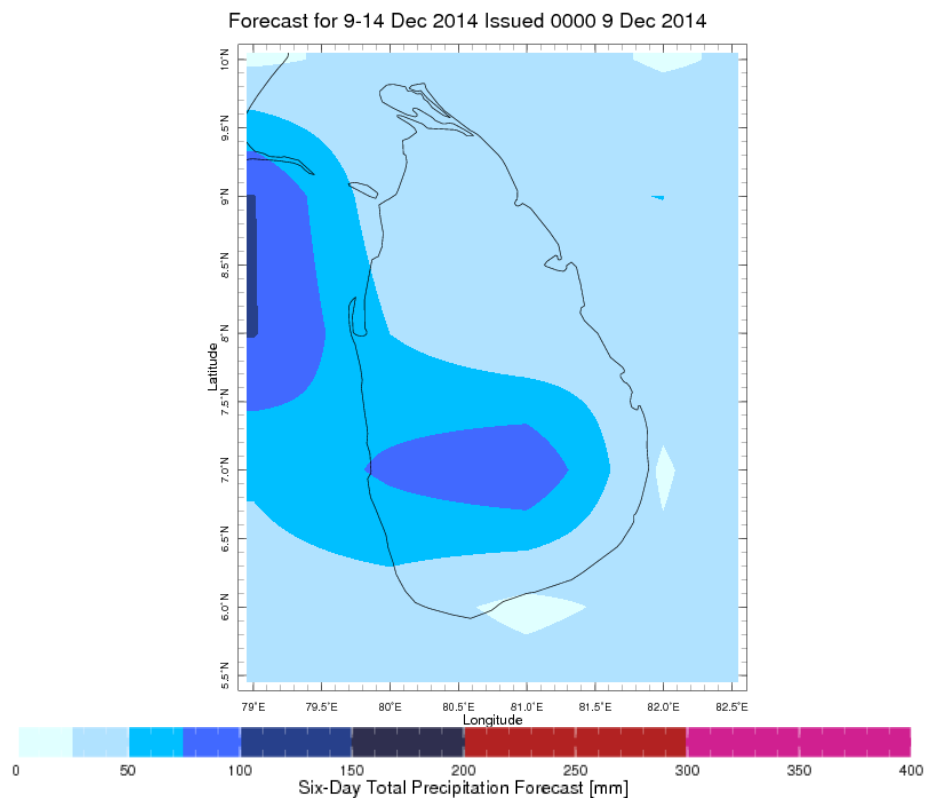 Forecast for 9-14 Dec 2014 Issued 0000 9 Dec 2014
10°N
9.5°N
9°N
8.5°N
8°N
7.5°N
7.0°N
6.5°N
6.0°N
5.5°N
Latitude
79°E 79.5°E 80°E 80.5°E 81.0°E 81.5°E 82.0°E 82.5°E
Longitude
0 50 100 150 200 250 300 350 400
Six-Day Total Precipitation Forecast [mm]